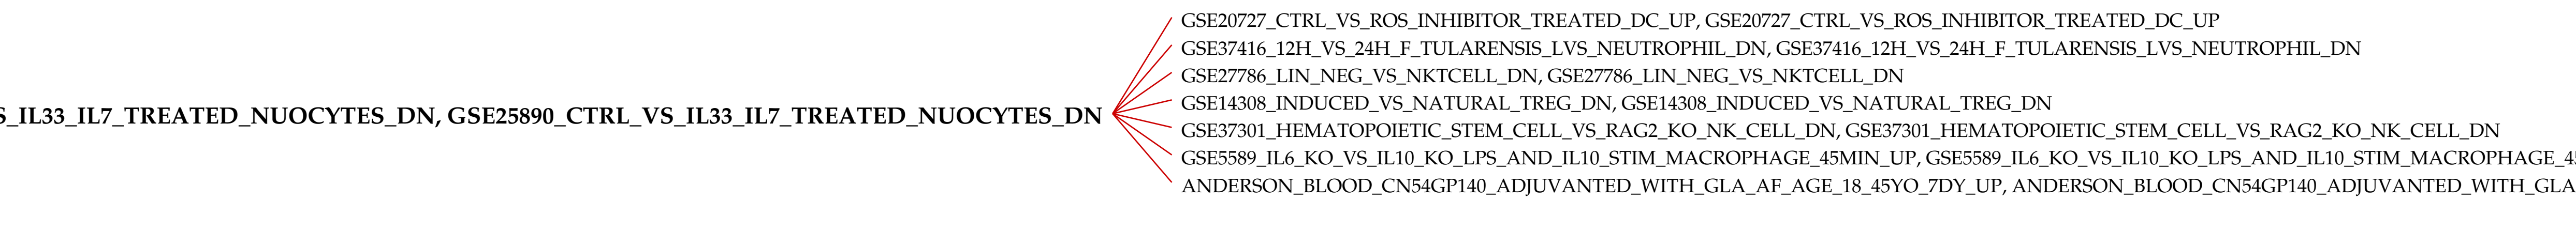 GSE20727_CTRL_VS_ROS_INHIBITOR_TREATED_DC_UP, GSE20727_CTRL_VS_ROS_INHIBITOR_TREATED_DC_UP
GSE37416_12H_VS_24H_F_TULARENSIS_LVS_NEUTROPHIL_DN, GSE37416_12H_VS_24H_F_TULARENSIS_LVS_NEUTROPHIL_DN
GSE27786_LIN_NEG_VS_NKTCELL_DN, GSE27786_LIN_NEG_VS_NKTCELL_DN
GSE14308_INDUCED_VS_NATURAL_TREG_DN, GSE14308_INDUCED_VS_NATURAL_TREG_DN
S_IL33_IL7_TREATED_NUOCYTES_DN, GSE25890_CTRL_VS_IL33_IL7_TREATED_NUOCYTES_DN
GSE37301_HEMATOPOIETIC_STEM_CELL_VS_RAG2_KO_NK_CELL_DN, GSE37301_HEMATOPOIETIC_STEM_CELL_VS_RAG2_KO_NK_CELL_DN
GSE5589_IL6_KO_VS_IL10_KO_LPS_AND_IL10_STIM_MACROPHAGE_45MIN_UP, GSE5589_IL6_KO_VS_IL10_KO_LPS_AND_IL10_STIM_MACROPHAGE_4
ANDERSON_BLOOD_CN54GP140_ADJUVANTED_WITH_GLA_AF_AGE_18_45YO_7DY_UP, ANDERSON_BLOOD_CN54GP140_ADJUVANTED_WITH_GLA